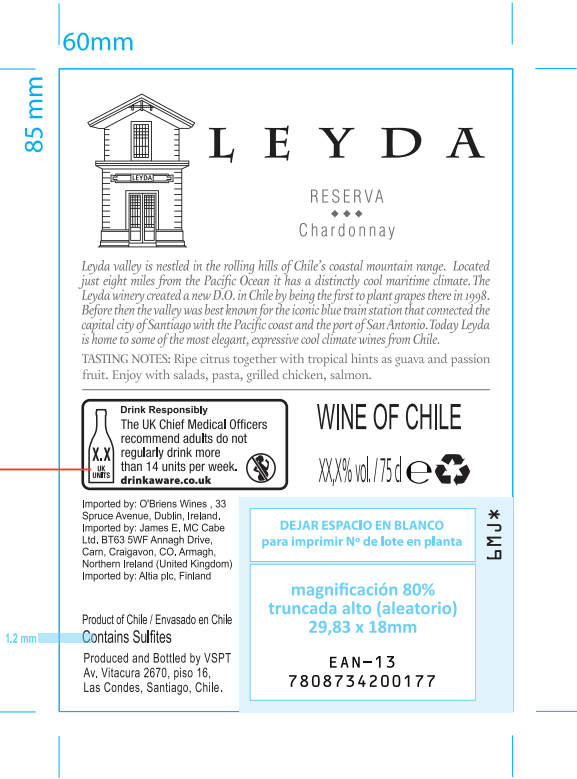 60mm
85 mm
LEYDA
LEYDA
RESERVA
Chardonnay
Leyda valley is nestled in the rolling hills of Chile's coastal mountain range. Located
just eight miles from the Pacific Ocean it has a distinctly cool maritime climate. The
Leyda winery created a new D.O. in Chile by being the first to plant grapes there in 1998.
Before then the valley was best known for the iconic blue train station that connected the
capital city of Santiago with the Pacific coast and the port of San Antonio. Today Leyda
is home to some of the most elegant, expressive cool climate wines from Chile.
TASTING NOTES: Ripe citrus together with tropical hints as guava and passion
fruit. Enjoy with salads, pasta, grilled chicken, salmon.
X.X
UK
UNITS
Drink Responsibly
The UK Chief Medical Officers
recommend adults do not
regularly drink more
than 14 units per week.
drinkaware.co.uk
WINE OF CHILE
XX,X% vol. / 75 cl e
Imported by: O'Briens Wines , 33
Spruce Avenue, Dublin, Ireland.
Imported by: James E. MC Cabe
Ltd. BT63 5WF Annagh Drive,
Carn, Craigavon, CO. Armagh,
Northern Ireland (United Kingdom)
Imported by: Altia plc, Finland
Product of Chile / Envasado en Chile
1.2 mm
Contains Sulfites
Produced and Bottled by VSPT
Av. Vitacura 2670, piso 16,
Las Condes, Santiago, Chile.
DEJAR ESPACIO EN BLANCO
para imprimir Nº de lote en planta
magnificación 80%
truncada alto (aleatorio)
29,83 x 18mm
EAN-13
7808734200177